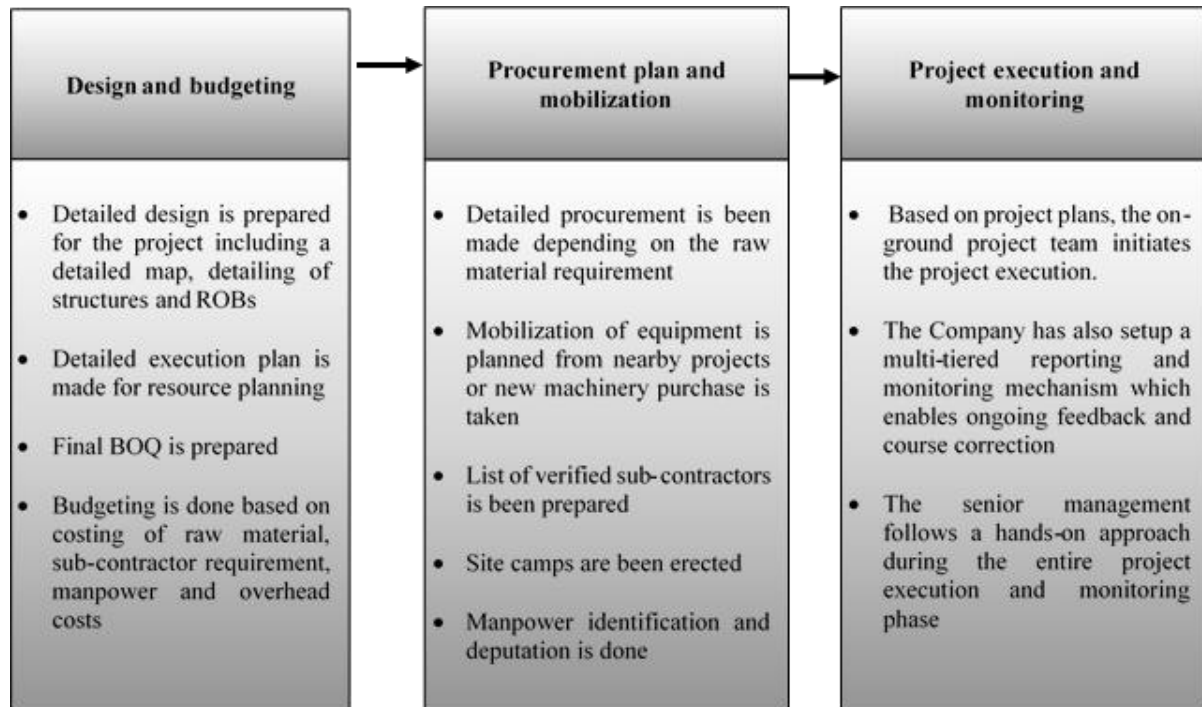 Design and budgeting
• Detailed design is prepared
for the project including a
detailed map, detailing of
structures and ROBs
• Detailed execution plan is
made for resource planning
• Final BOQ is prepared
• Budgeting is done based on
costing of raw material,
sub-contractor requirement,
manpower and overhead
costs
Procurement plan and
mobilization
• Detailed procurement is been
made depending on the raw
material requirement
• Mobilization of equipment is
planned from nearby projects
or new machinery purchase is
taken
• List of verified sub-contractors
is been prepared
• Site camps are been erected
• Manpower identification and
deputation is done
Project execution and
monitoring
• Based on project plans, the on-
ground project team initiates
the project execution.
• The Company has also setup a
multi-tiered reporting and
monitoring mechanism which
enables ongoing feedback and
course correction
• The senior management
follows a hands-on approach
during the entire project
execution and monitoring
phase